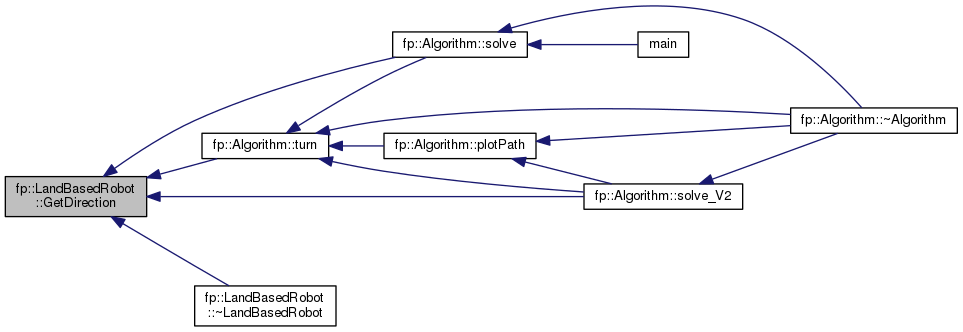 fp::Algorithm::solve
main
fp::Algorithm::~Algorithm
fp::Algorithm::turn
fp::Algorithm::plotPath
fp::LandBasedRobot
::GetDirection
fp::Algorithm::solve_V2
fp::LandBasedRobot
::~LandBasedRobot